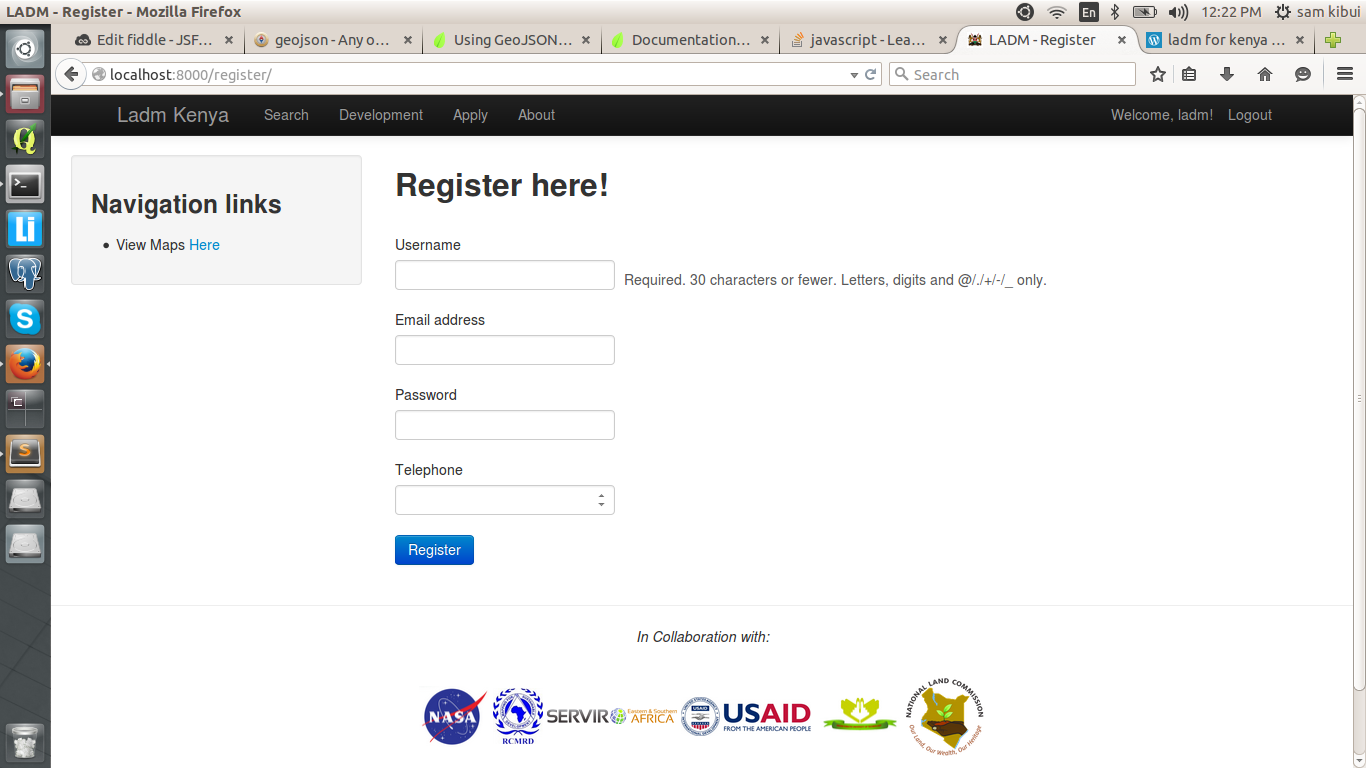 LADM - Register - Mozilla Firefox
En
12:22 PM
sam kibui
Edit fiddle - JSF...
geojson - Any o...
Using GeoJSON...
Documentation...
javascript - Lea...
LADM - Register
ladm for kenya ...
localhost:8000/register/
Search
Ladm Kenya
Search
Development
Apply
About
Welcome, ladm!
Logout
Navigation links
View Maps Here
Register here!
Username
Required. 30 characters or fewer. Letters, digits and @/./+/-/_ only.
Email address
Password
Telephone
Register
In Collaboration with:
NASA
RCMRD
SERVIR
Eastern & Southern
AFRICA
USAID
FROM THE AMERICAN PEOPLE
NATIONAL LAND COMMISSION
Our Land, Our Wealth, Our Heritage